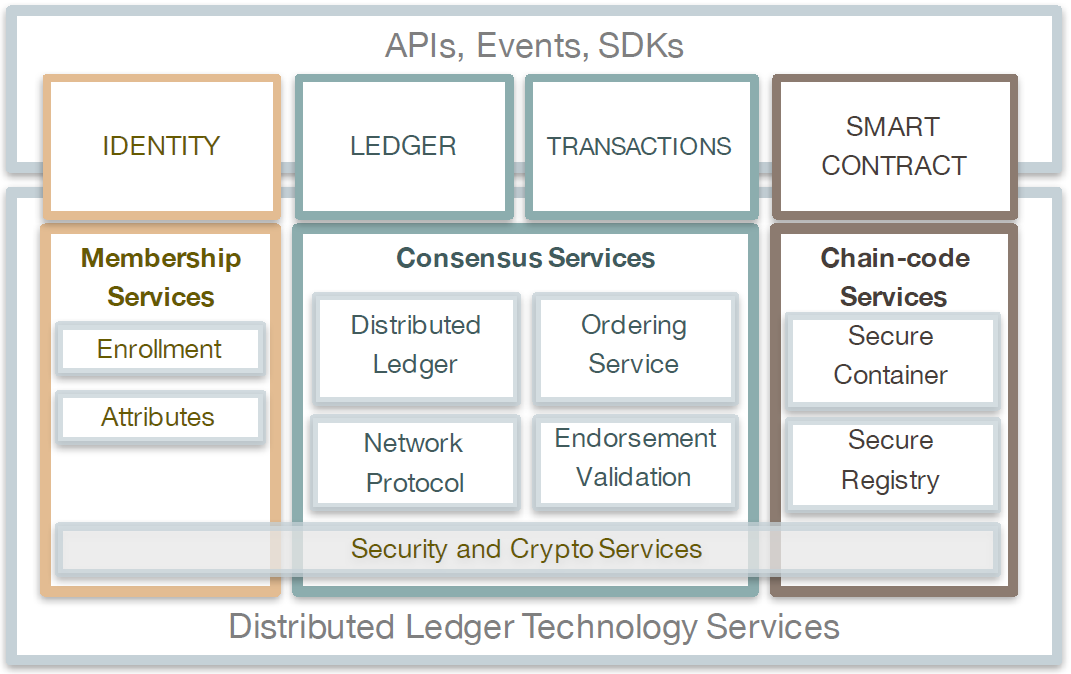 APIs, Events, SDKs
IDENTITY
LEDGER
TRANSACTIONS
SMART
CONTRACT
Membership
Services
Enrollment
Attributes
Consensus Services
Distributed
Ledger
Ordering
Service
Network
Protocol
Endorsement
Validation
Chain-code
Services
Secure
Container
Secure
Registry
Security and Crypto Services
Distributed Ledger Technology Services